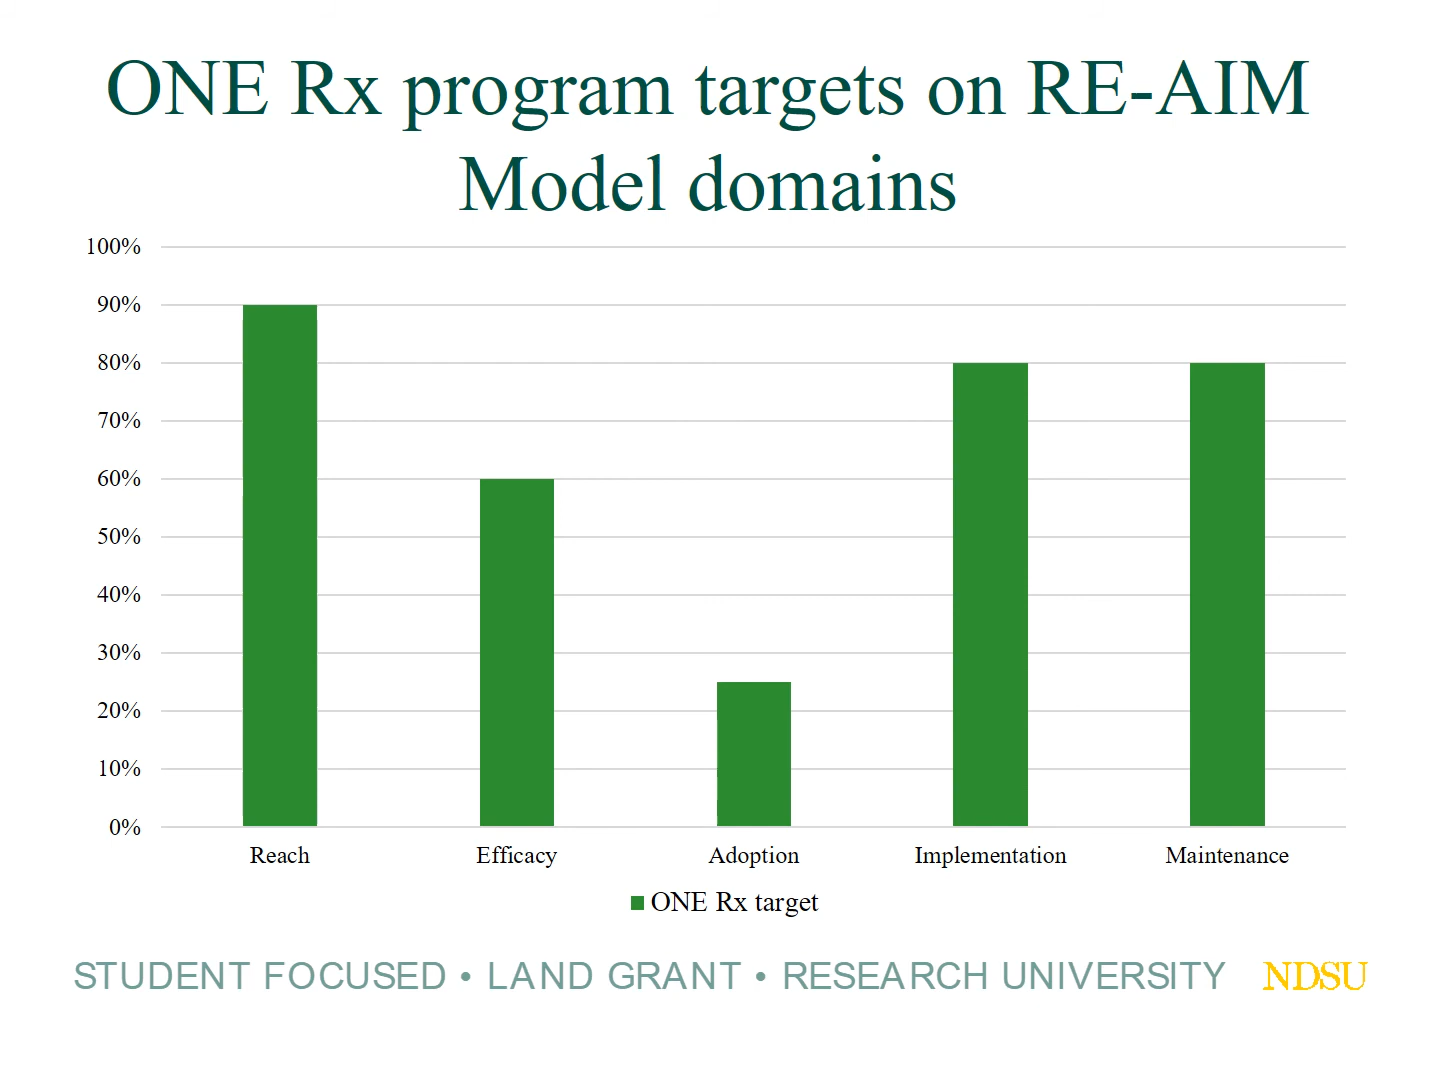 ONE Rx program targets on RE-AIM
Model domains
100%
90%
80%
70%
60%
50%
40%
30%
20%
10%
0%
Reach Efficacy Adoption Implementation Maintenance
ONE Rx target
STUDENT FOCUSED • LAND GRANT • RESEARCH UNIVERSITY NDSU